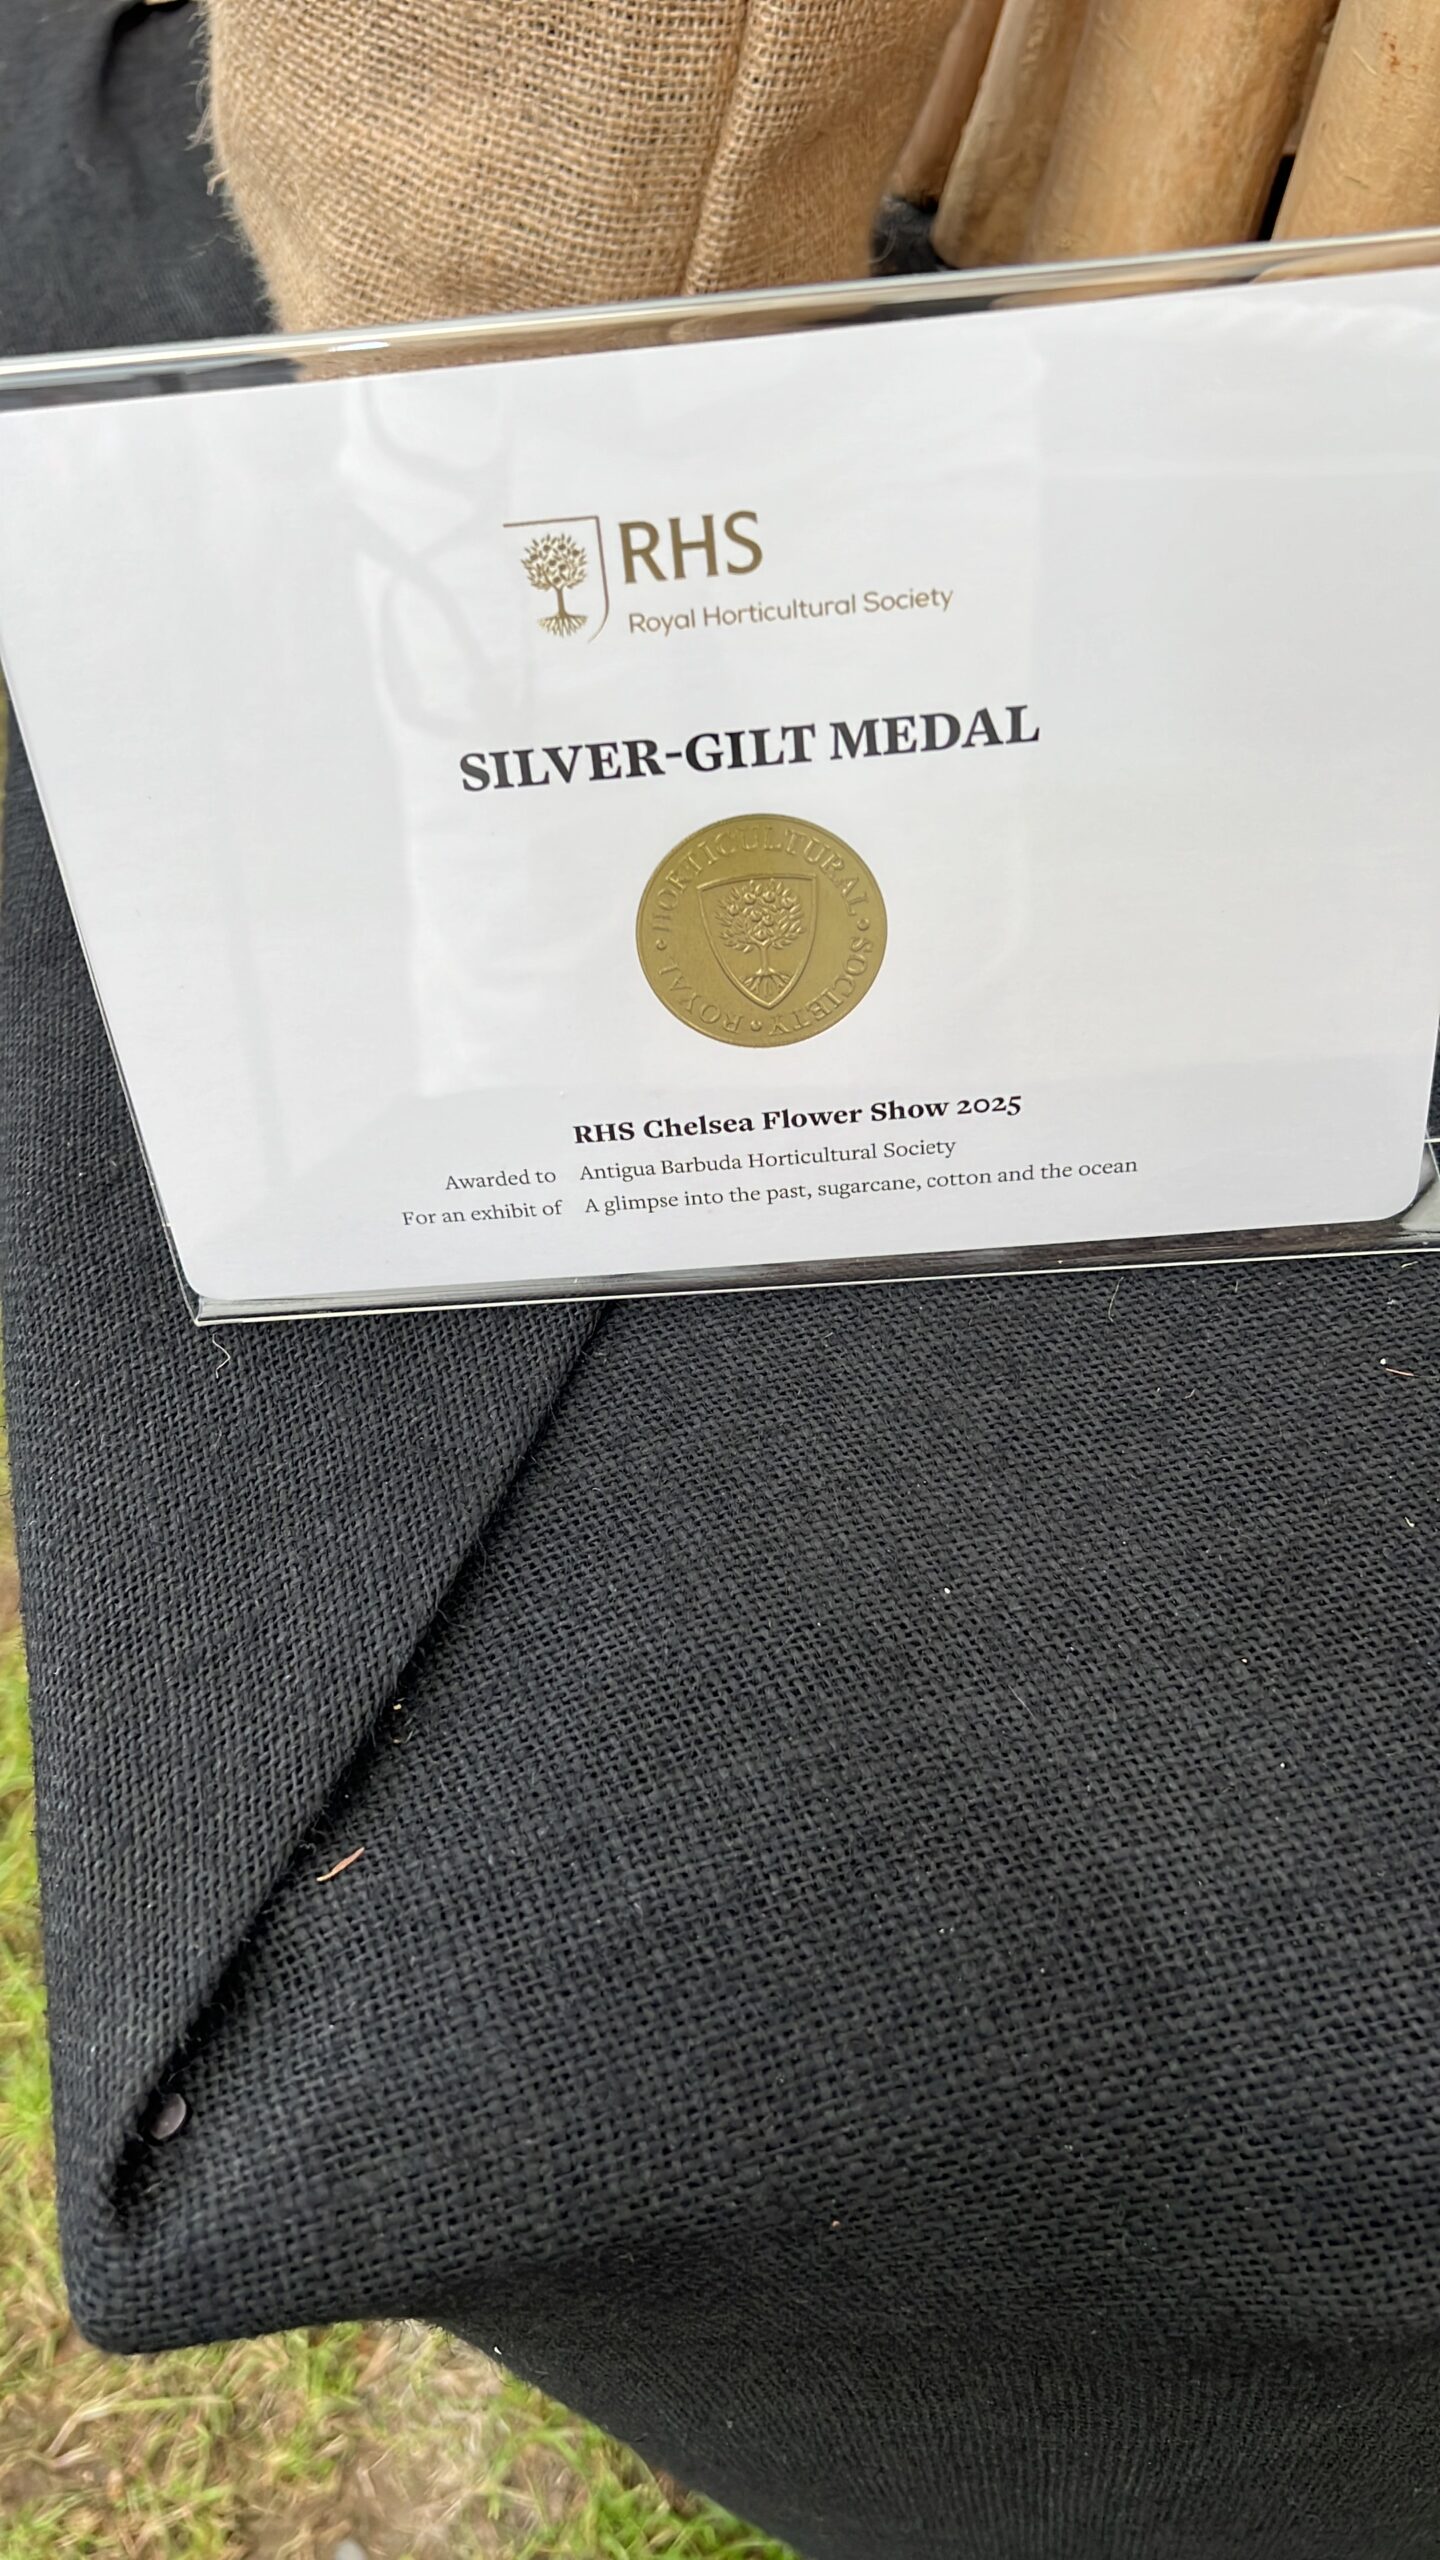 RHS
Royal Horticultural Society
SILVER-GILT MEDAL
ROYAL • HORTICULTURAL • SOCIETY •
RHS Chelsea Flower Show 2025
Awarded to Antigua Barbuda Horticultural Society
For an exhibit of A glimpse into the past, sugarcane, cotton and the ocean